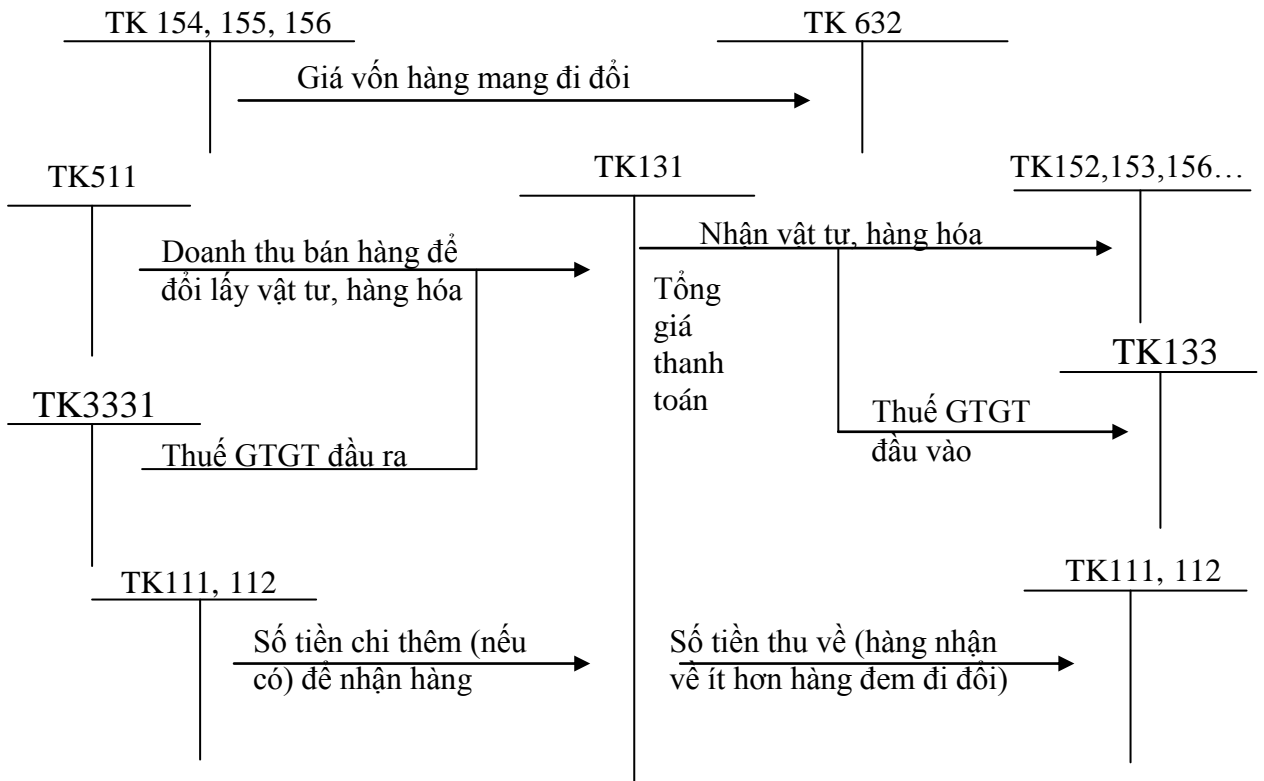 TK 154, 155, 156
TK 632
Giá vốn hàng mang đi đổi
TK511
TK131
TK152,153,156…
Doanh thu bán hàng để
đổi lấy vật tư, hàng hóa
Nhận vật tư, hàng hóa
Tổng
giá
thanh
toán
TK133
TK3331
Thuế GTGT đầu ra
Thuế GTGT
đầu vào
TK111, 112
TK111, 112
Số tiền chi thêm (nếu
có) để nhận hàng
Số tiền thu về (hàng nhận
về ít hơn hàng đem đi đổi)